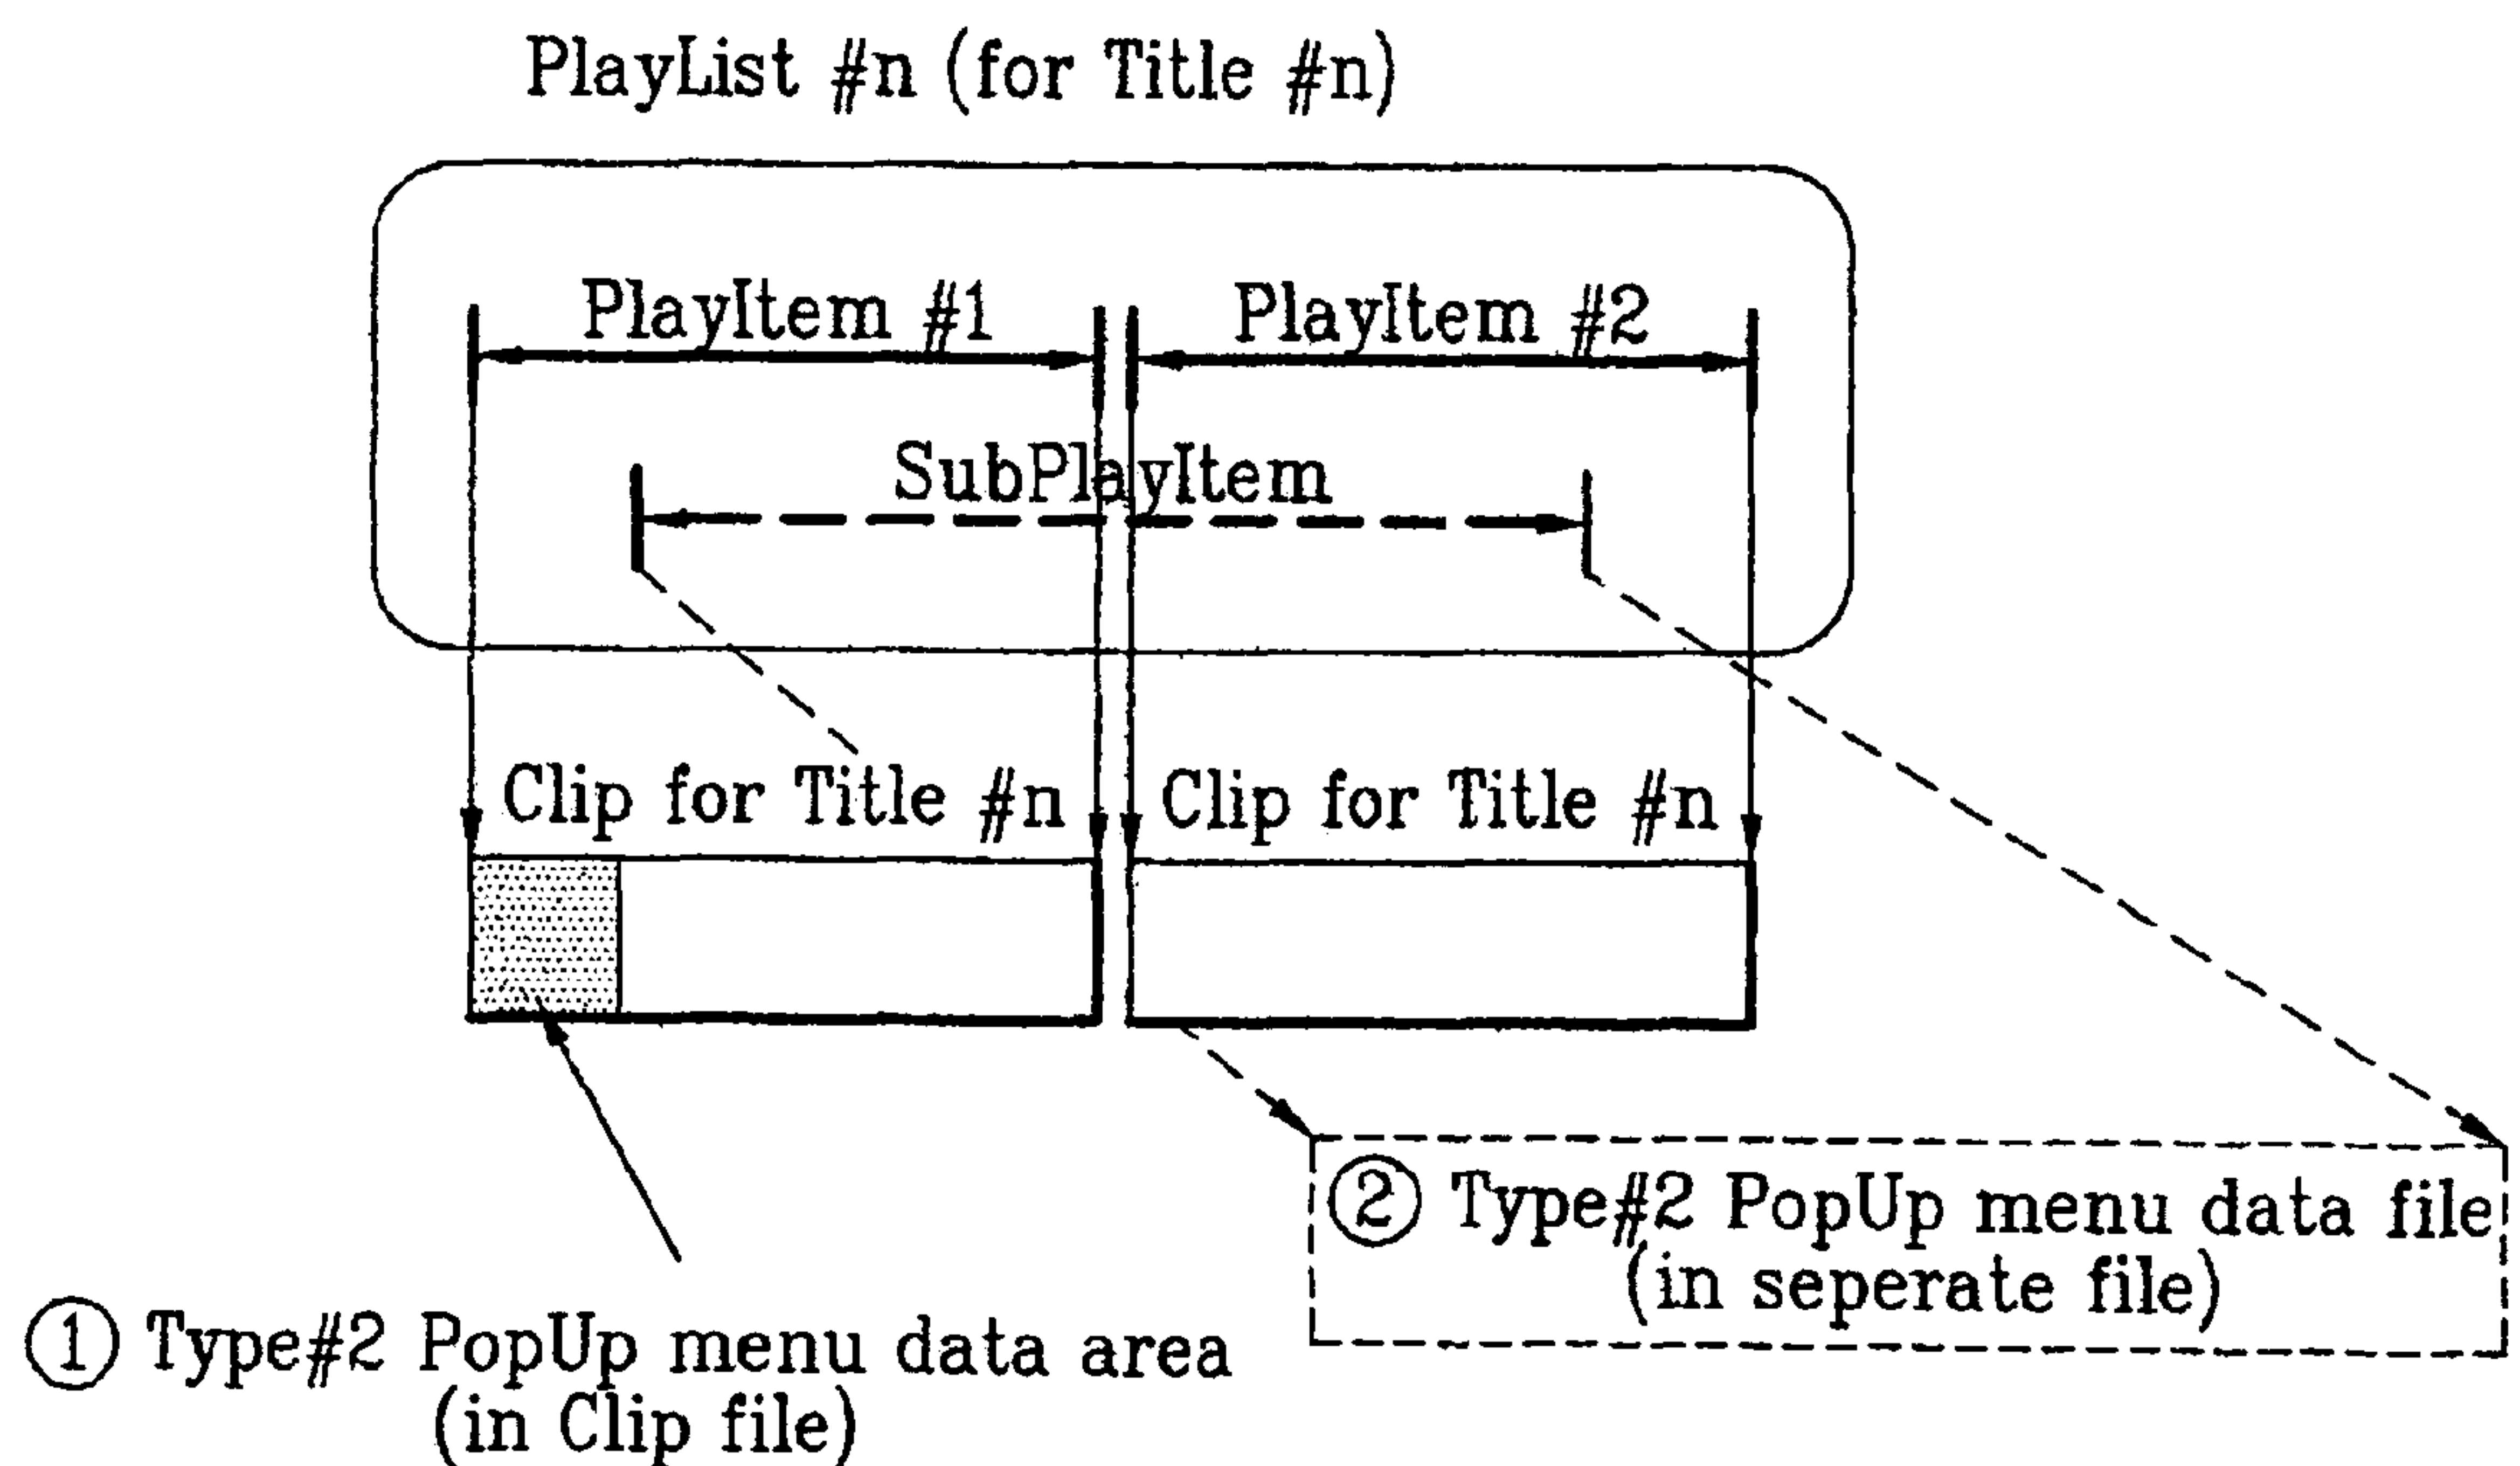 PlayList #n (for Title #n)
PlayItem #1
PlayItem #2
SubPlayItem
Clip for Title #n
Clip for Title #n
② Type#2 PopUp menu data file
(in seperate file)
① Type#2 PopUp menu data area
(in Clip file)